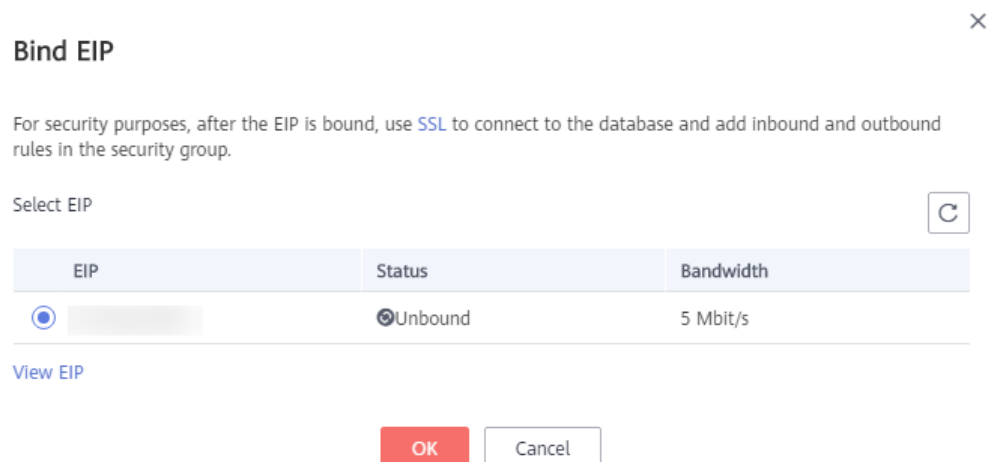 Bind EIP
For security purposes, after the EIP is bound, use SSL to connect to the database and add inbound and outbound
rules in the security group.
Select EIP
EIP Status Bandwidth
Unbound 5 Mbit/s
View EIP
OK Cancel